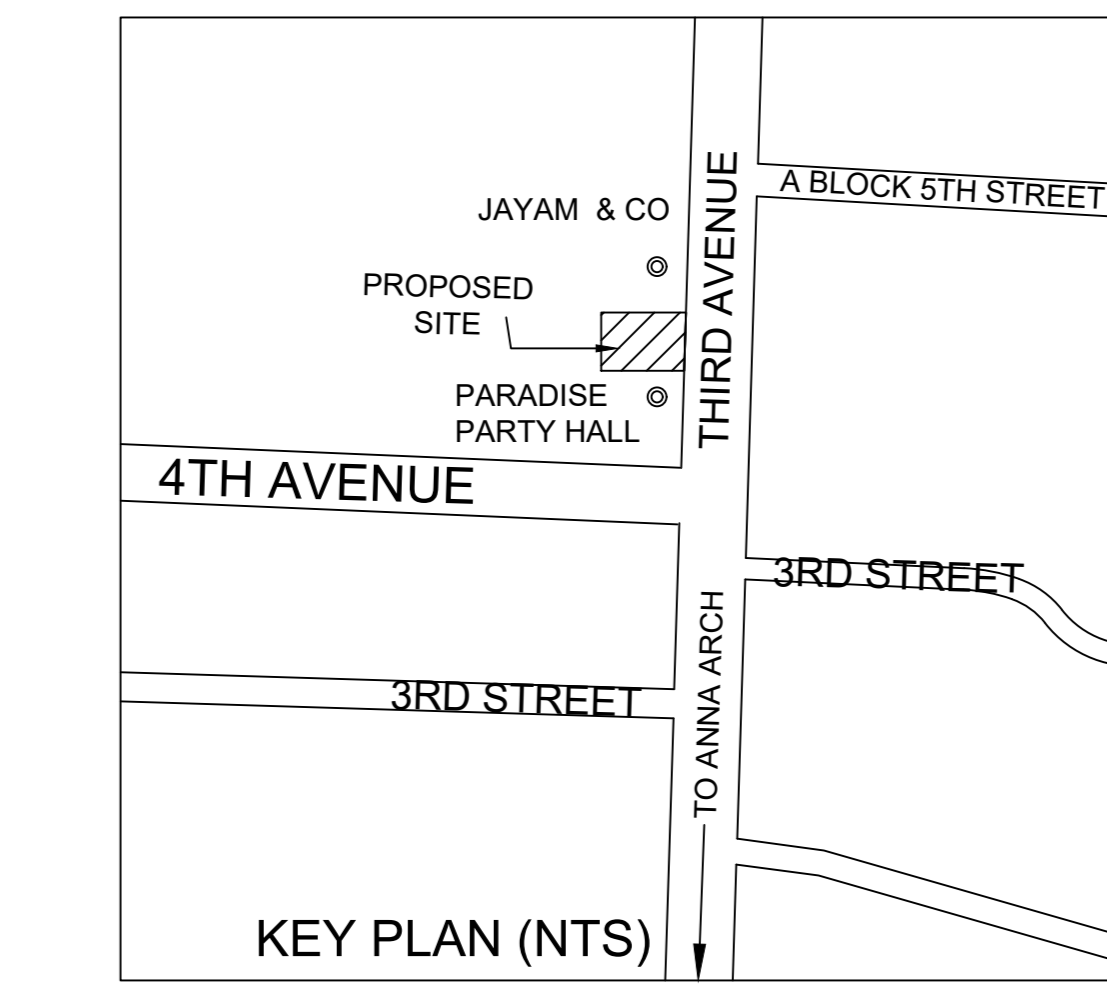 A BLOCK 5TH STREET
JAYAM & CO
THIRD AVENUE
PROPOSED
SITE
PARADISE
PARTY HALL
4TH AVENUE
3RD STREET
TO ANNA ARCH
3RD STREET
KEY PLAN (NTS)